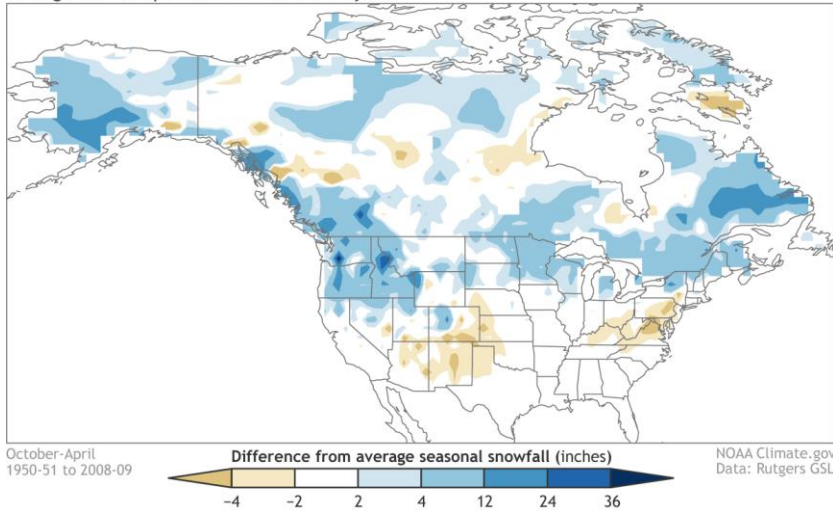 October-April
1950-51 to 2008-09
Difference from average seasonal snowfall (inches)
NOAA Climate.gov
Data: Rutgers GSL
−4 −2 2 4 12 24 36